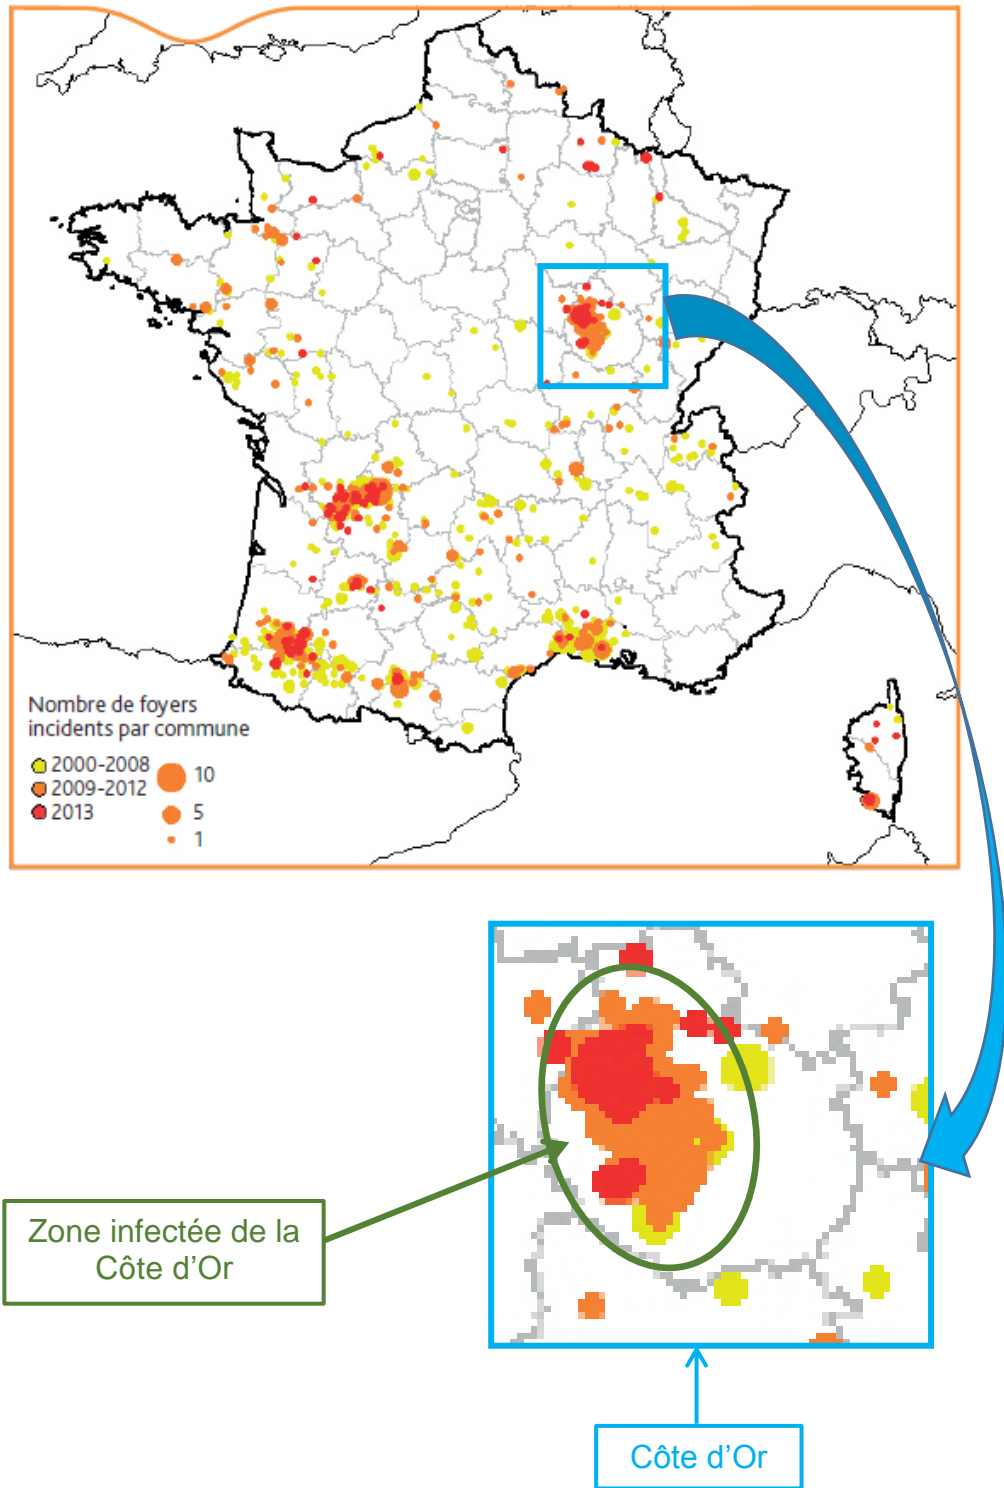 Nombre de foyers
incidents par commune
2000-2008
2009-2012
2013
10
5
1
Zone infectée de la
Côte d'Or
Côte d'Or